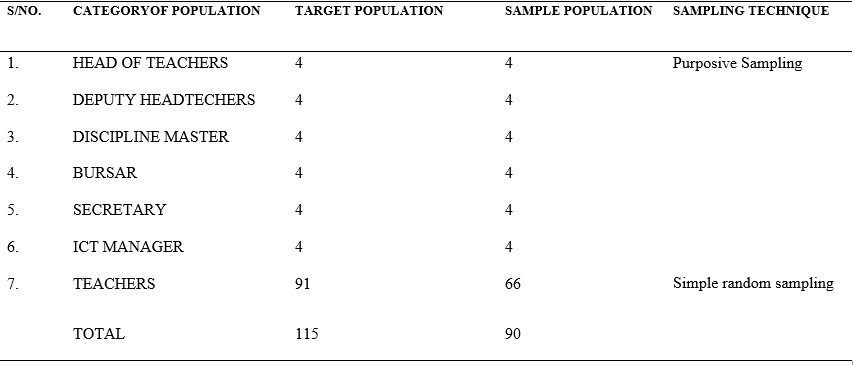 S/NO. CATEGORYOF POPULATION TARGET POPULATION SAMPLE POPULATION SAMPLING TECHNIQUE
1. HEAD OF TEACHERS 4 4 Purposive Sampling
2. DEPUTY HEADTECHERS 4 4
3. DISCIPLINE MASTER 4 4
4. BURSAR 4 4
5. SECRETARY 4 4
6. ICT MANAGER 4 4
7. TEACHERS 91 66 Simple random sampling
TOTAL 115 90